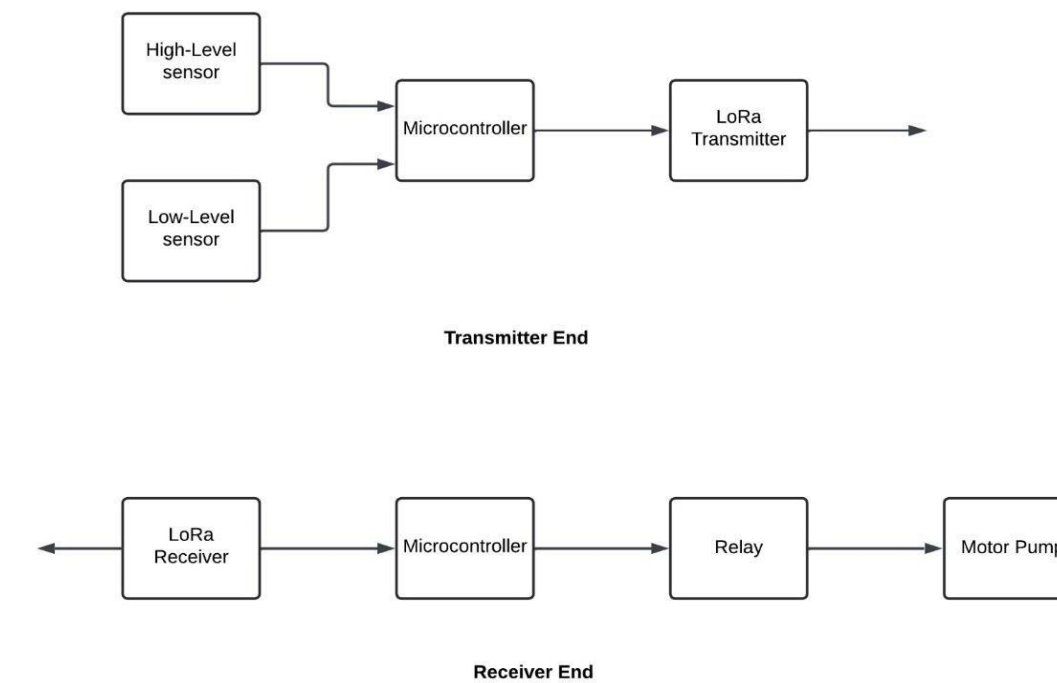 High-Level
sensor
Microcontroller
LoRa
Transmitter
Low-Level
sensor
Transmitter End
LoRa
Receiver
Microcontroller
Relay
Motor Pump
Receiver End